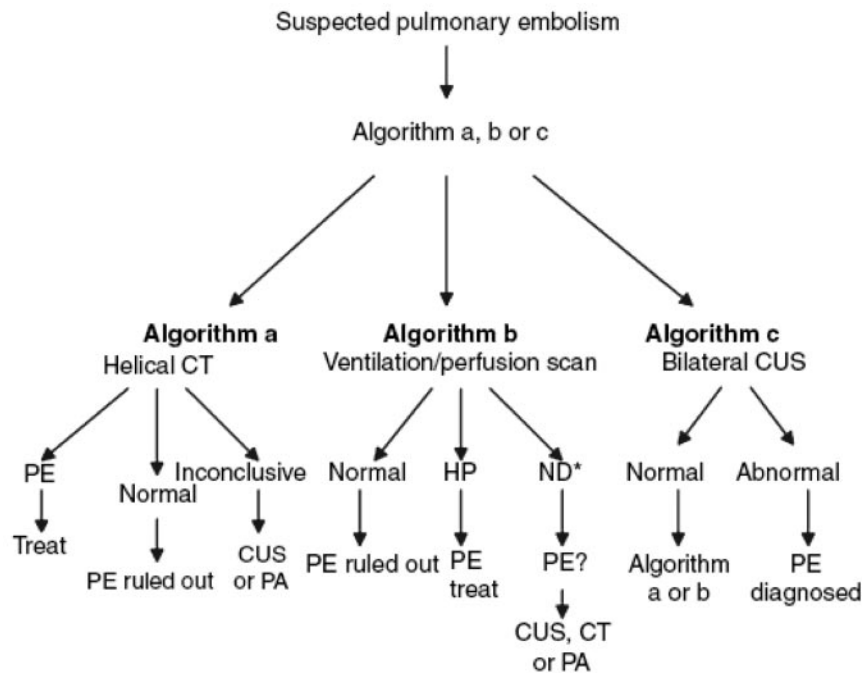 Suspected pulmonary embolism
Algorithm a, b or c
Algorithm a
Helical CT
Algorithm b
Ventilation/perfusion scan
Algorithm c
Bilateral CUS
PE
Normal
Inconclusive
Normal
HP
ND*
Normal
Abnormal
Treat
PE ruled out
CUS
or PA
PE ruled out
PE
treat
PE?
CUS, CT
or PA
Algorithm
a or b
PE
diagnosed